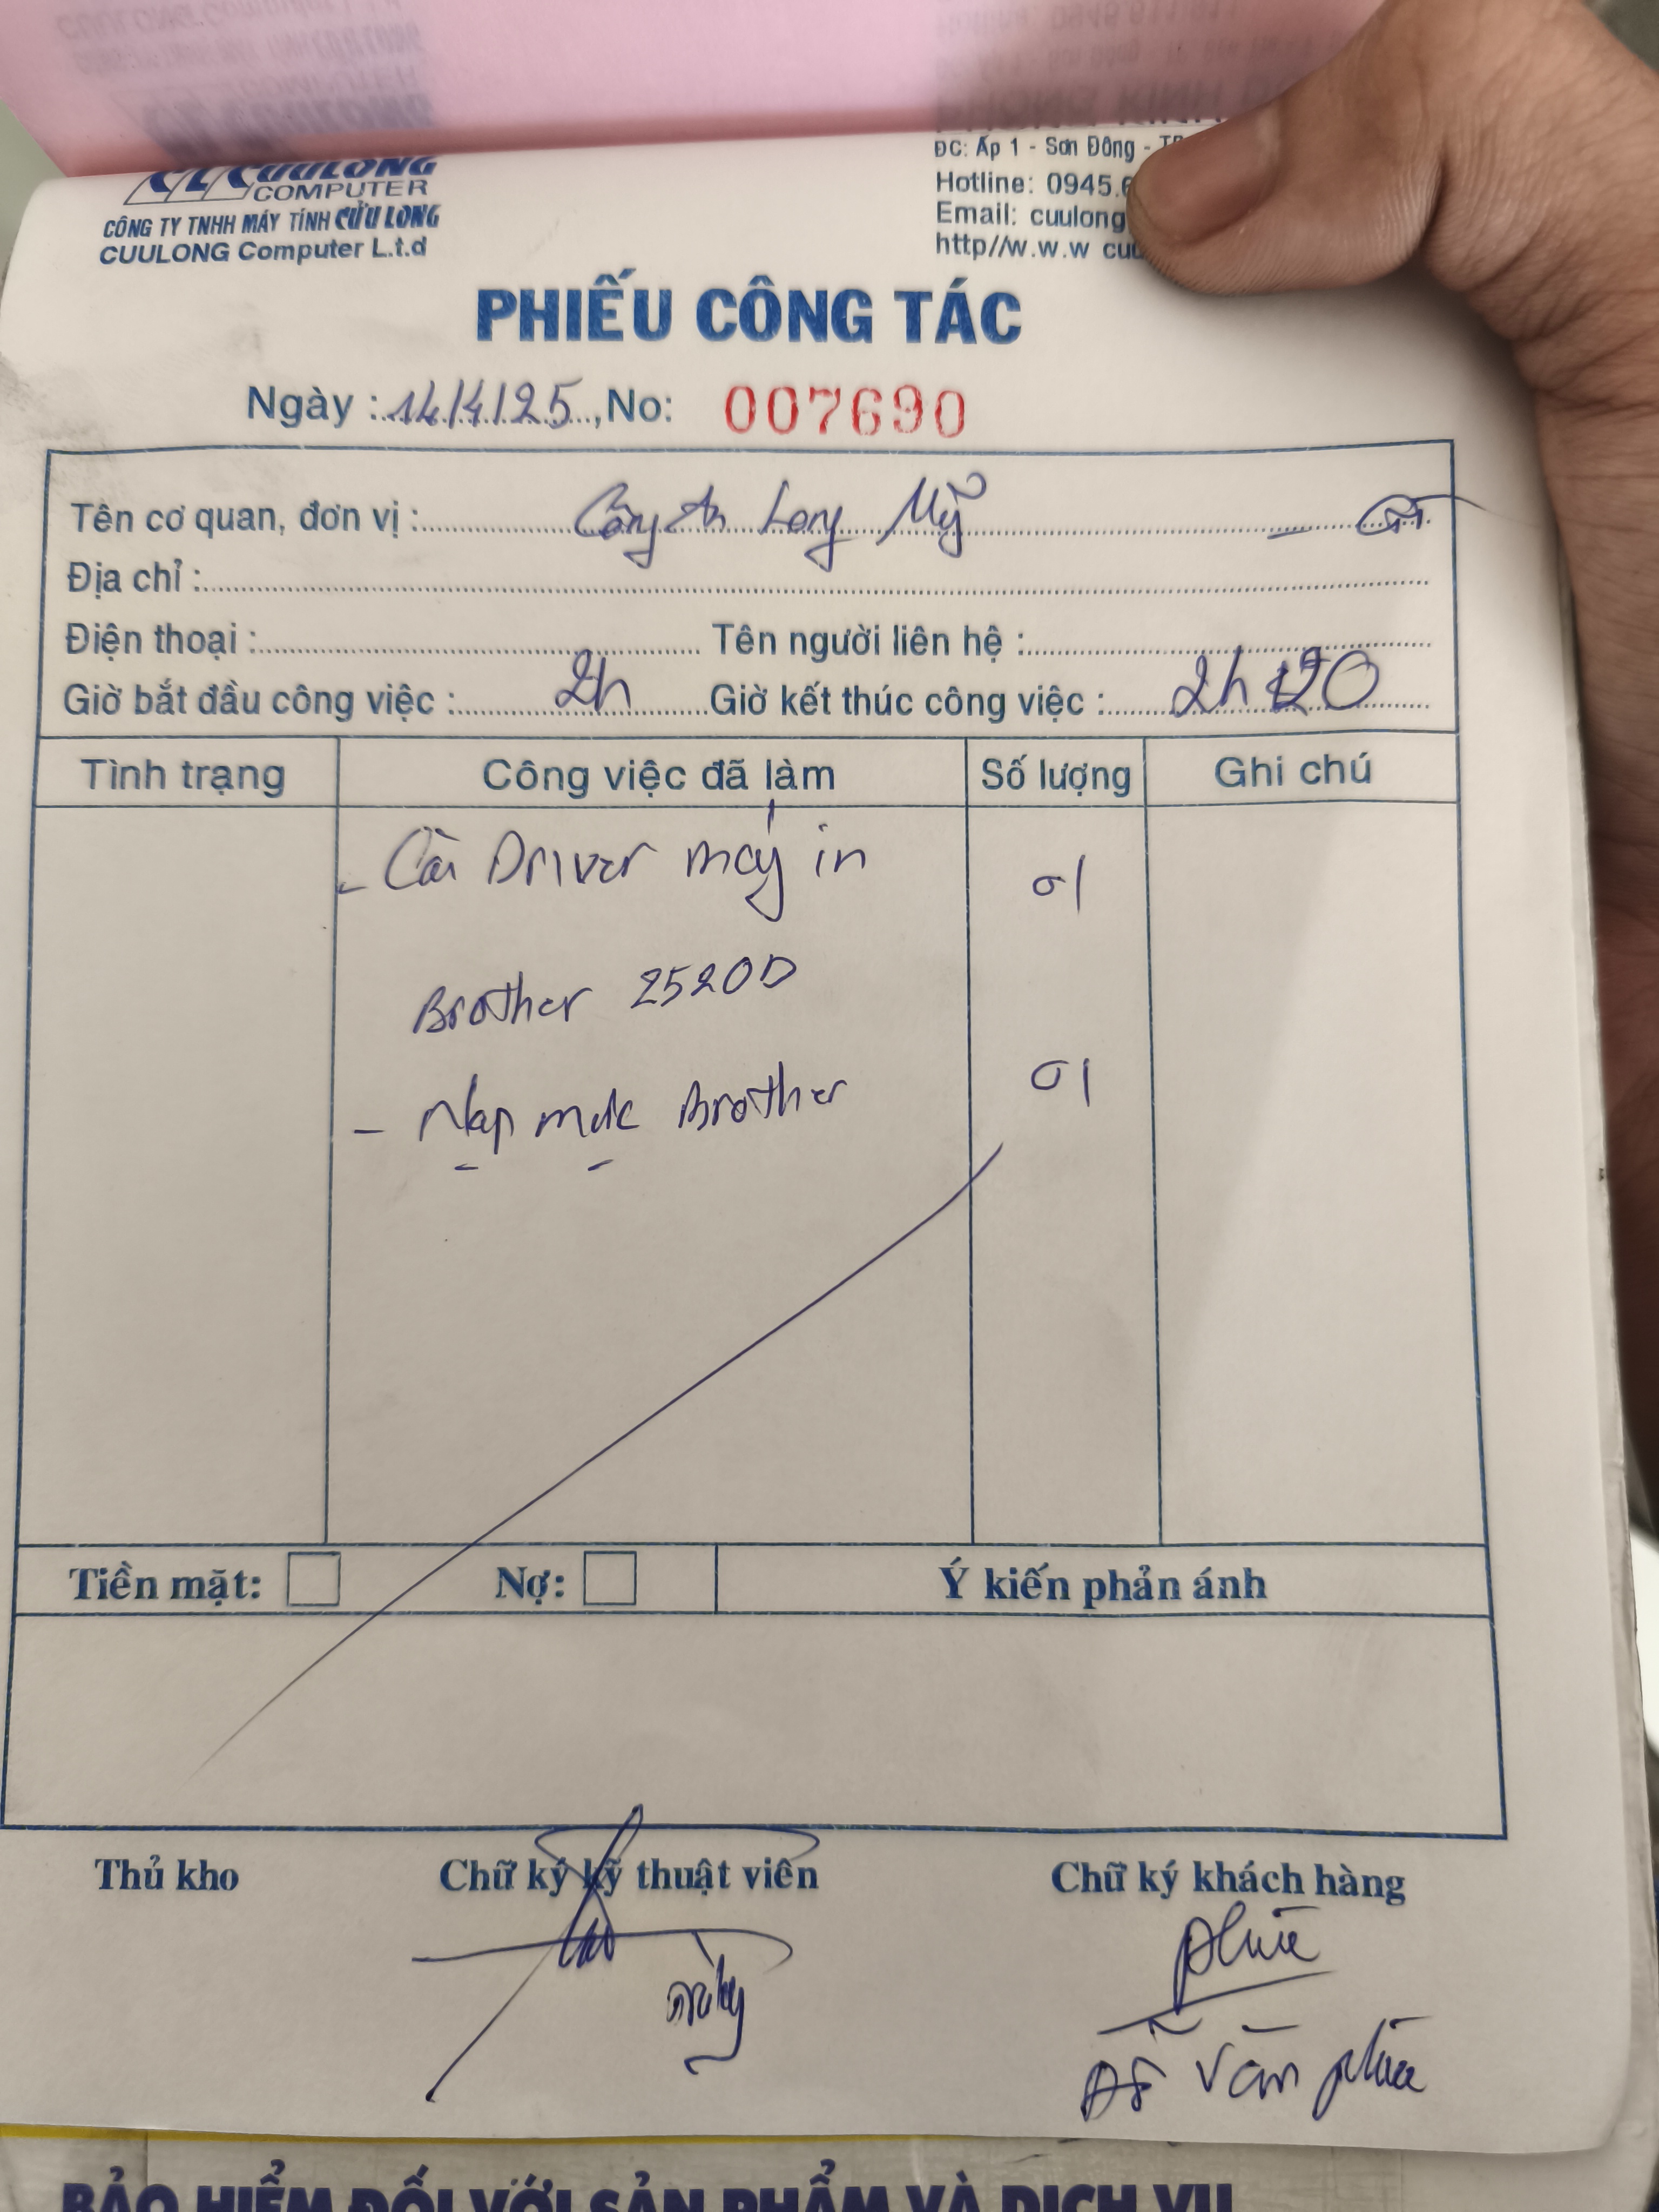 CUULONG
COMPUTER
CÔNG TY TNHH MÁY TÍNH CỬU LONG
CUULONG Computer L.t.d
ĐC: Ấp 1 - Sơn Đông -
Hotline: 0945.6
Email: cuulong
http//w.w.w cuu
PHIẾU CÔNG TÁC
Ngày : 14/4/25, No: 007690
Tên cơ quan, đơn vị : Công An Long Mỹ
Địa chỉ :
Điện thoại : Tên người liên hệ :
Giờ bắt đầu công việc : 2h Giờ kết thúc công việc : 2h20
Tình trạng Công việc đã làm Số lượng Ghi chú
- Cài Driver máy in 01
Brother 2520D
- Nạp mực Brother 01
Tiền mặt: Nợ: Ý kiến phản ánh
Thủ kho Chữ ký kỹ thuật viên Chữ ký khách hàng
Đỗ Văn
BẢO HIỂM ĐỐI VỚI SẢN PHẨM VÀ DỊCH VỤ